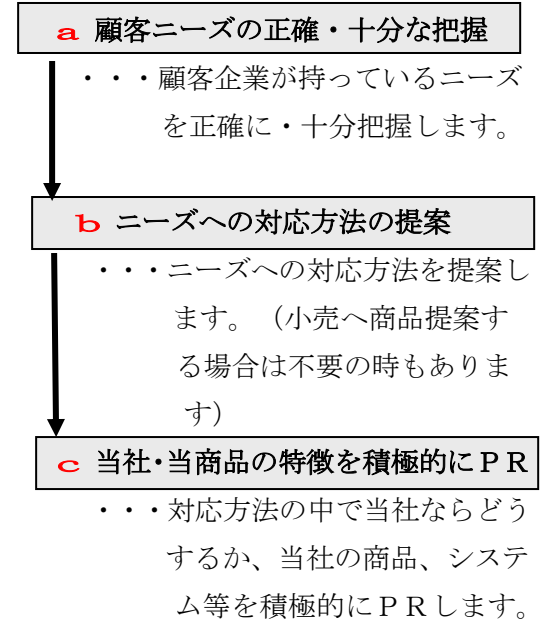 a 顧客ニーズの正確・十分な把握
・・・顧客企業が持っているニーズ
を正確に・十分把握します。
b ニーズへの対応方法の提案
・・・ニーズへの対応方法を提案し
ます。（小売へ商品提案す
る場合は不要の時もありま
す）
c 当社・当商品の特徴を積極的にＰＲ
・・・対応方法の中で当社ならどう
するか、当社の商品、システ
ム等を積極的にＰＲします。